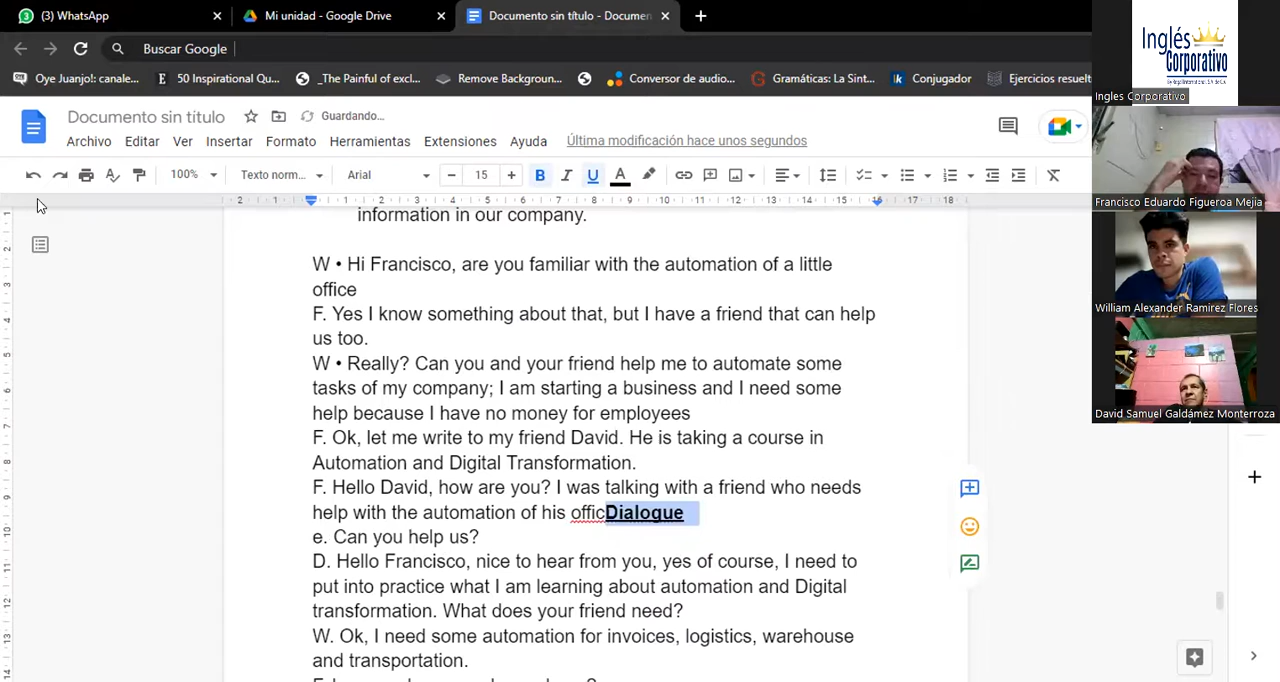 (3) WhatsApp
Mi unidad - Google Drive
Documento sin título - Documen
Buscar Google
Oye Juanjo!: canale...
50 Inspirational Qu...
_The Painful of excl...
Remove Backgroun...
Conversor de audio...
Gramáticas: La Sint...
Conjugador
Ejercicios resuelt
Documento sin título
Guardando...
Archivo Editar Ver Insertar Formato Herramientas Extensiones Ayuda Última modificación hace unos segundos
100% Texto norm... Arial 15
information in our company.
W • Hi Francisco, are you familiar with the automation of a little
office
F. Yes I know something about that, but I have a friend that can help
us too.
W • Really? Can you and your friend help me to automate some
tasks of my company; I am starting a business and I need some
help because I have no money for employees
F. Ok, let me write to my friend David. He is taking a course in
Automation and Digital Transformation.
F. Hello David, how are you? I was talking with a friend who needs
help with the automation of his officDialogue
e. Can you help us?
D. Hello Francisco, nice to hear from you, yes of course, I need to
put into practice what I am learning about automation and Digital
transformation. What does your friend need?
W. Ok, I need some automation for invoices, logistics, warehouse
and transportation.
Inglés
Corporativo
Ingles Corporativo
Francisco Eduardo Figueroa Mejia
William Alexander Ramirez Flores
David Samuel Galdámez Monterroza